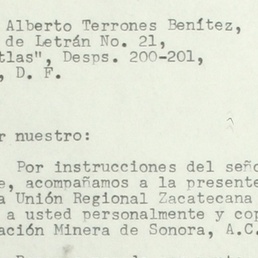 Alberto Terrones Benítez,
de Letrán No. 21,
tlas", Desps. 200-201,
, D. F.
r nuestro:
Por instrucciones del seño
e, acompañamos a la presente
a Unión Regional Zacatecana
a usted personalmente y cop
ación Minera de Sonora, A.C.